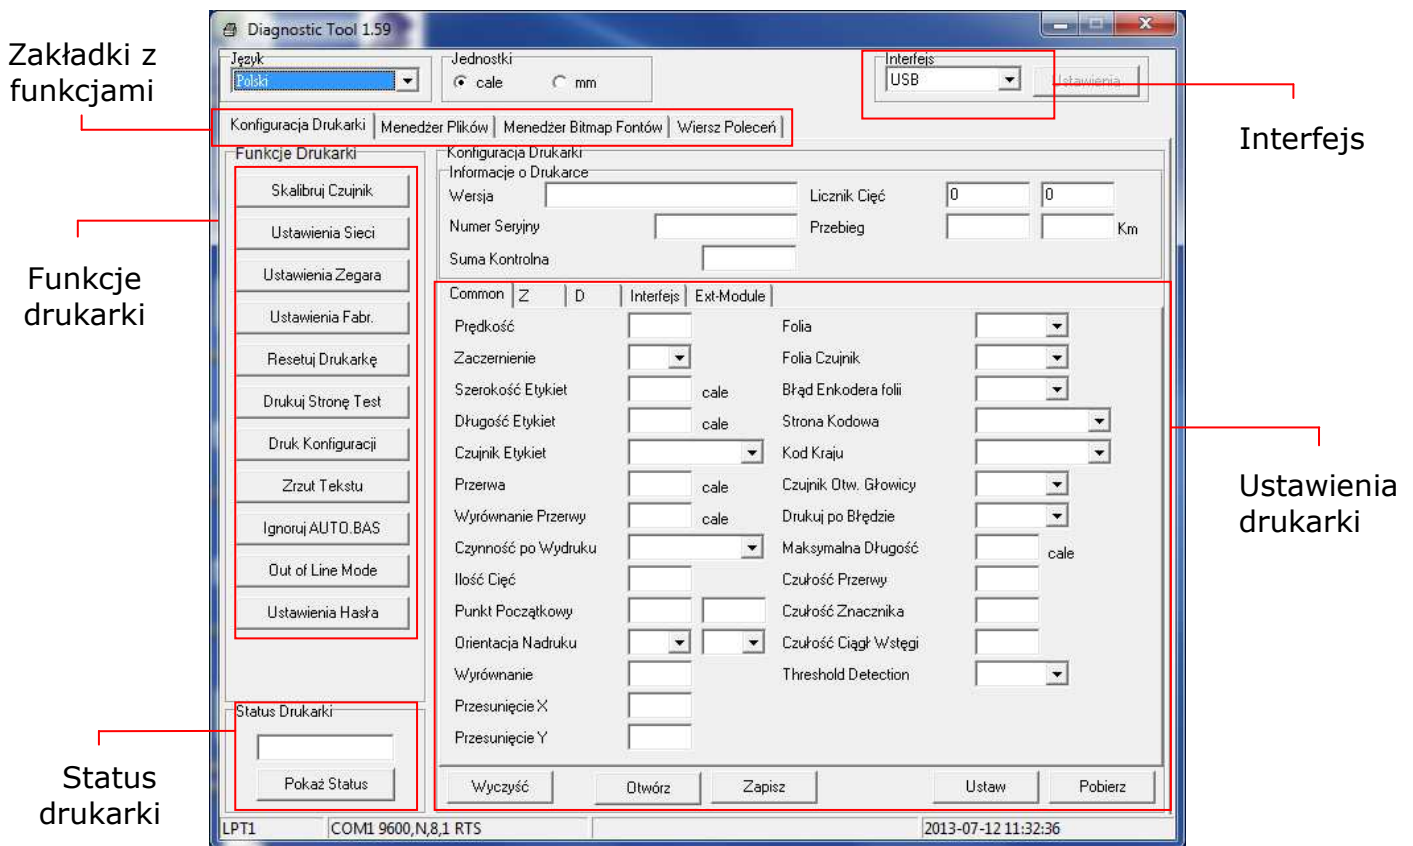 Diagnostic Tool 1.59
Zakładki z
funkcjami
Język
Polski
Jednostki
cale
mm
Interfejs
USB
Ustawienia
Interfejs
Konfiguracja Drukarki
Menedżer Plików
Menedżer Bitmap Fontów
Wiersz Poleceń
Funkcje Drukarki
Skalibruj Czujnik
Ustawienia Sieci
Ustawienia Zegara
Ustawienia Fabr.
Resetuj Drukarkę
Drukuj Stronę Test
Druk Konfiguracji
Zrzut Tekstu
Ignoruj AUTO.BAS
Out of Line Mode
Ustawienia Hasła
Funkcje
drukarki
Konfiguracja Drukarki
Informacje o Drukarce
Wersja
Licznik Cięć
0
0
Numer Seryjny
Przebieg
Km
Suma Kontrolna
Common
Z
D
Interfejs
Ext-Module
Prędkość
Folia
Zaczernienie
Folia Czujnik
Szerokość Etykiet
cale
Błąd Enkodera folii
Długość Etykiet
cale
Strona Kodowa
Czujnik Etykiet
Kod Kraju
Przerwa
cale
Czujnik Otw. Głowicy
Wyrównanie Przerwy
cale
Drukuj po Błędzie
Czynność po Wydruku
Maksymalna Długość
cale
Ilość Cięć
Czułość Przerwy
Punkt Początkowy
Czułość Znacznika
Orientacja Nadruku
Czułość Ciągł Wstęgi
Wyrównanie
Threshold Detection
Przesunięcie X
Przesunięcie Y
Ustawienia
drukarki
Status Drukarki
Pokaż Status
Status
drukarki
Wyczyść
Otwórz
Zapisz
Ustaw
Pobierz
LPT1
COM1 9600,N,8,1 RTS
2013-07-12 11:32:36